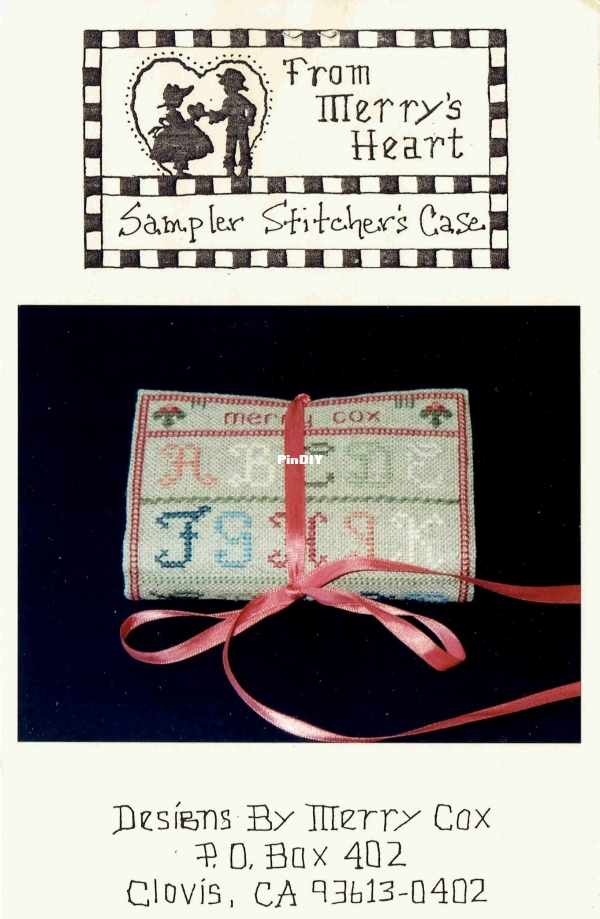 From
Merry's
Heart
Sampler Stitcher's Case
merry cox
PinDIY
A B C D E
F G H I K
Designs By Merry Cox
P.O. Box 402
Clovis, CA 93613-0402